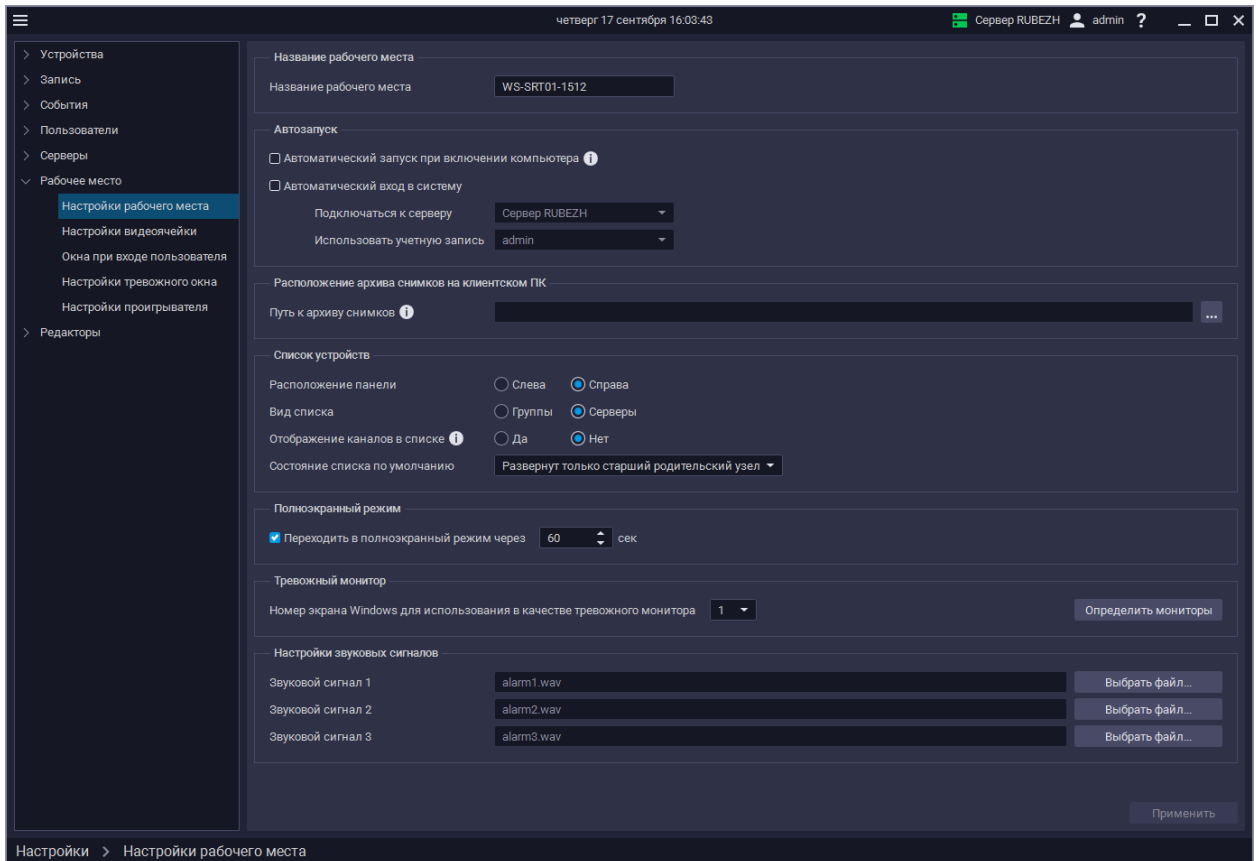 четверг 17 сентября 16:03:43
Сервер RUBEZH admin ?
Устройства
Запись
События
Пользователи
Серверы
Рабочее место
Настройки рабочего места
Настройки видеоячейки
Окна при входе пользователя
Настройки тревожного окна
Настройки проигрывателя
Редакторы
Название рабочего места
Название рабочего места WS-SRT01-1512
Автозапуск
Автоматический запуск при включении компьютера i
Автоматический вход в систему
Подключаться к серверу Сервер RUBEZH
Использовать учетную запись admin
Расположение архива снимков на клиентском ПК
Путь к архиву снимков i ...
Список устройств
Расположение панели Слева Справа
Вид списка Группы Серверы
Отображение каналов в списке i Да Нет
Состояние списка по умолчанию Развернут только старший родительский узел
Полноэкранный режим
Переходить в полноэкранный режим через 60 сек
Тревожный монитор
Номер экрана Windows для использования в качестве тревожного монитора 1 Определить мониторы
Настройки звуковых сигналов
Звуковой сигнал 1 alarm1.wav Выбрать файл...
Звуковой сигнал 2 alarm2.wav Выбрать файл...
Звуковой сигнал 3 alarm3.wav Выбрать файл...
Применить
Настройки > Настройки рабочего места